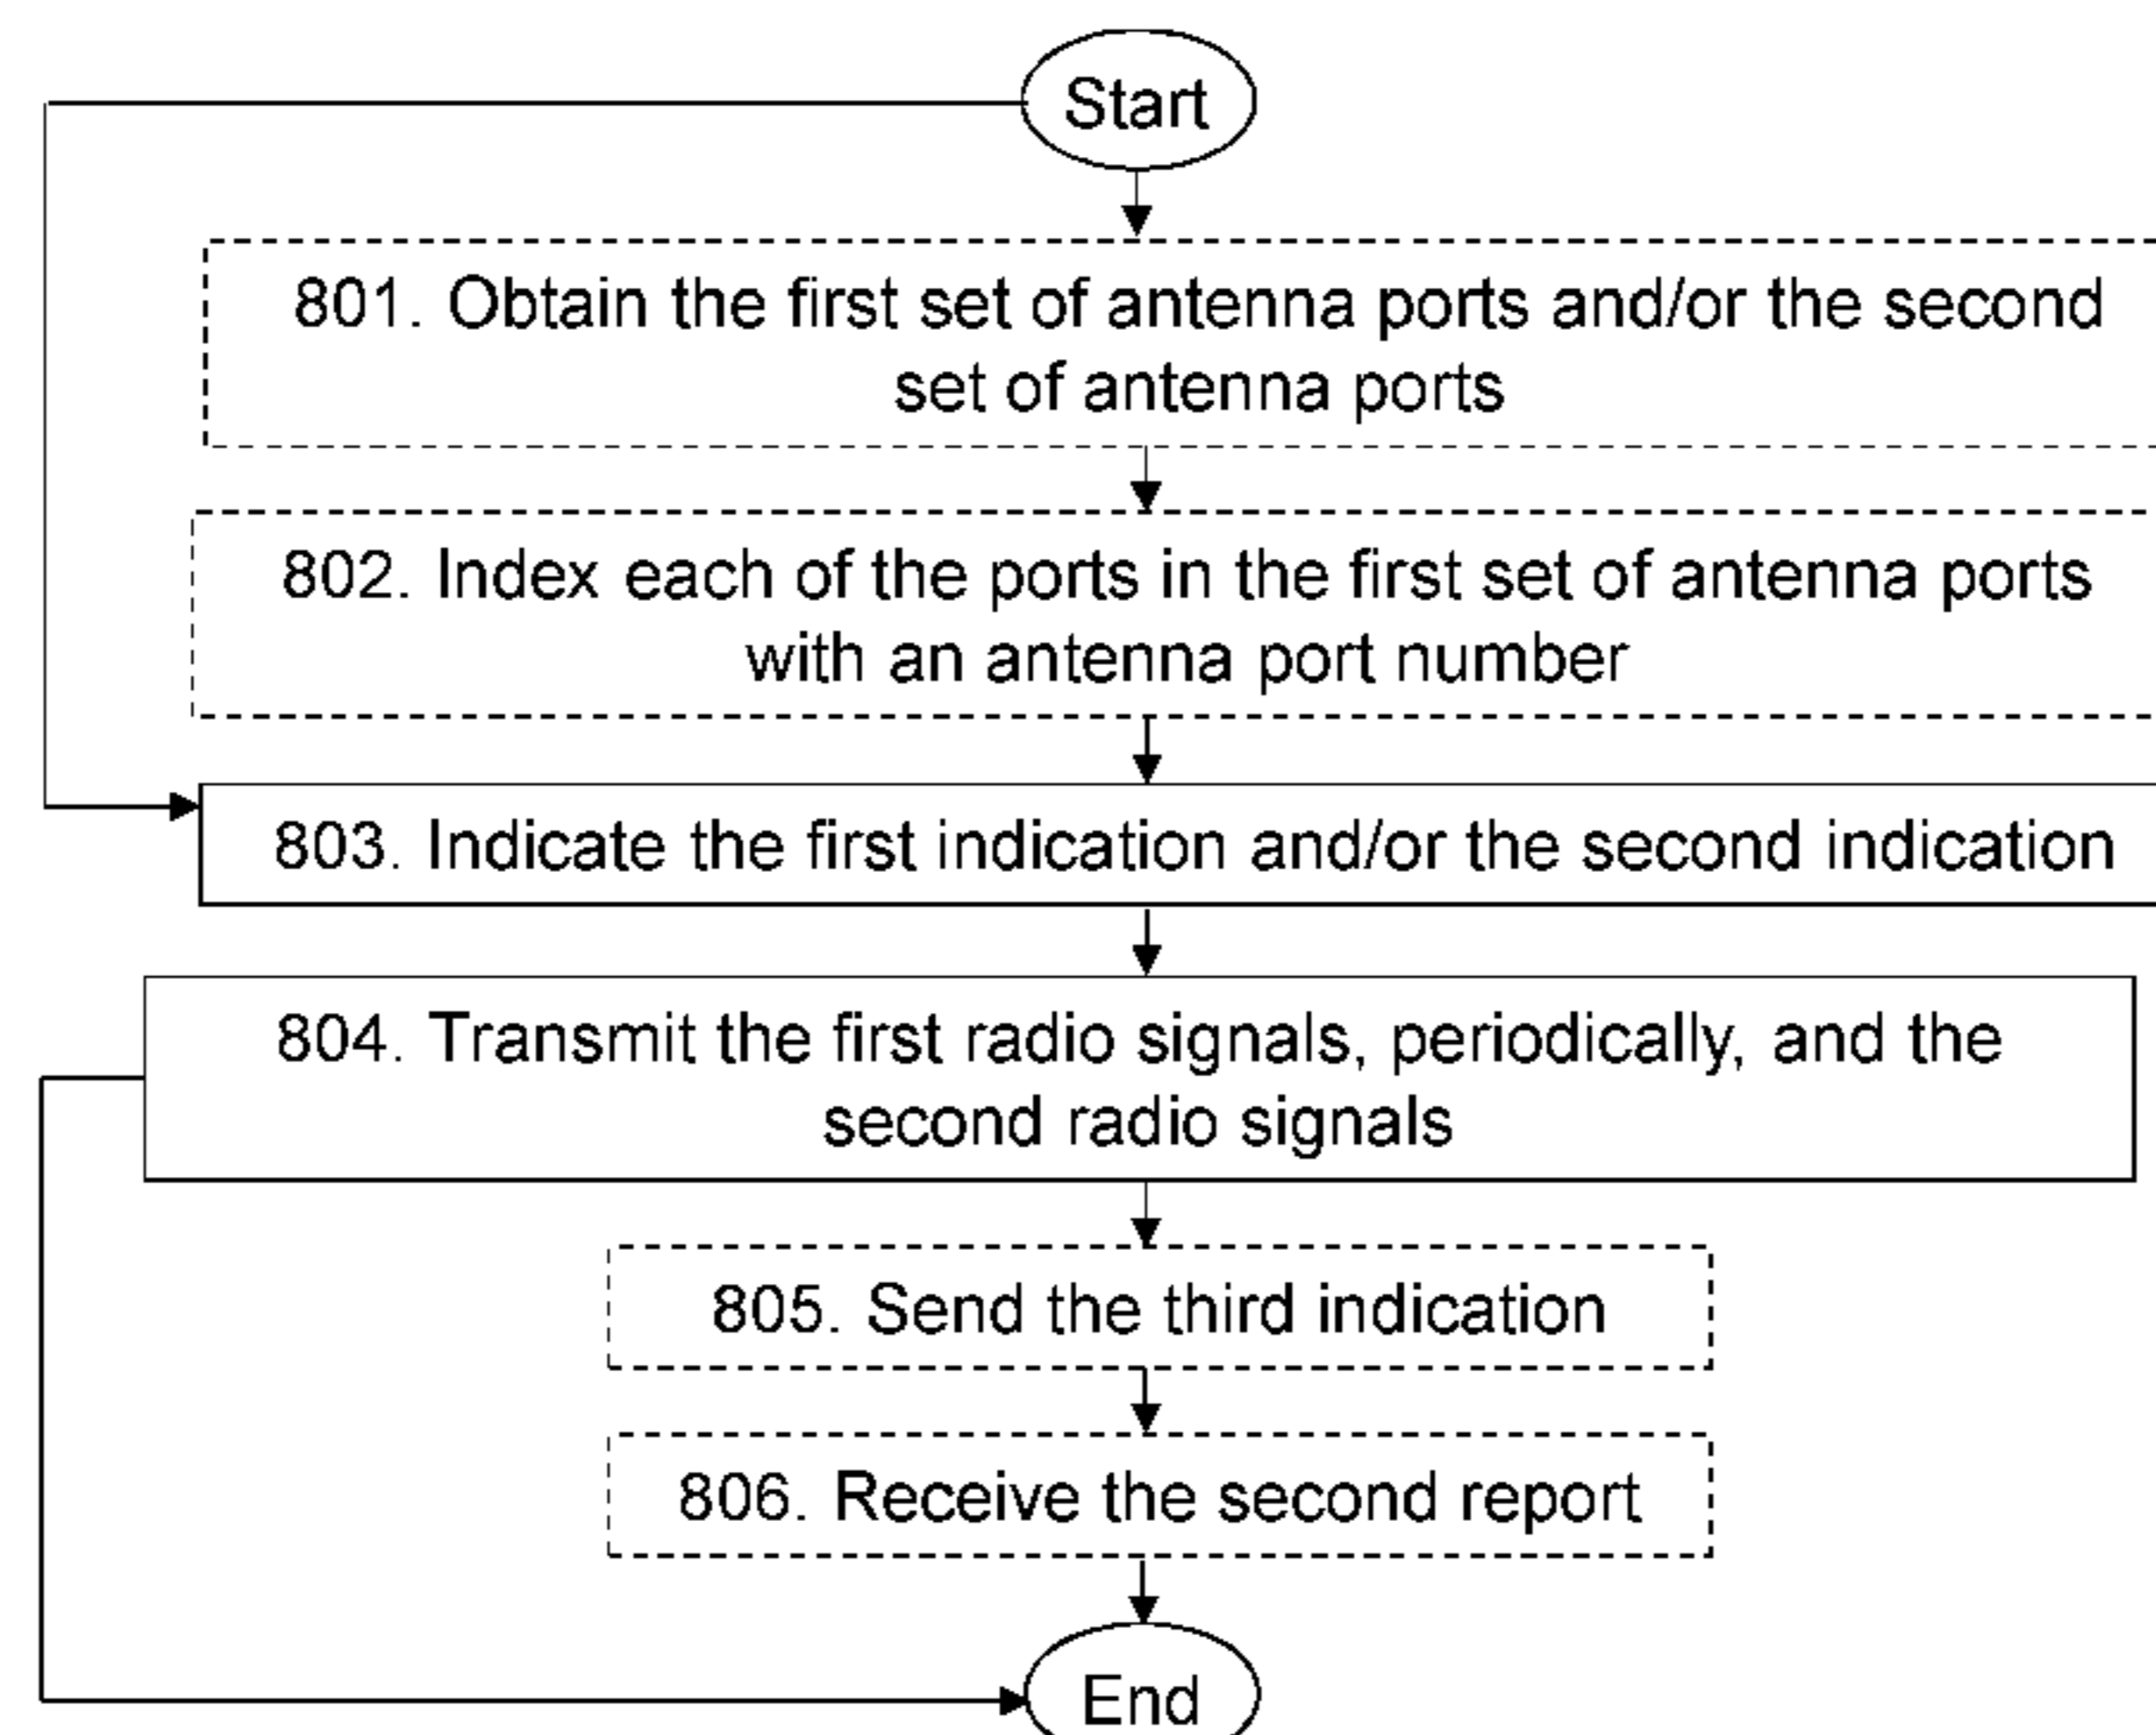 Start
801. Obtain the first set of antenna ports and/or the second
set of antenna ports
802. Index each of the ports in the first set of antenna ports
with an antenna port number
803. Indicate the first indication and/or the second indication
804. Transmit the first radio signals, periodically, and the
second radio signals
805. Send the third indication
806. Receive the second report
End